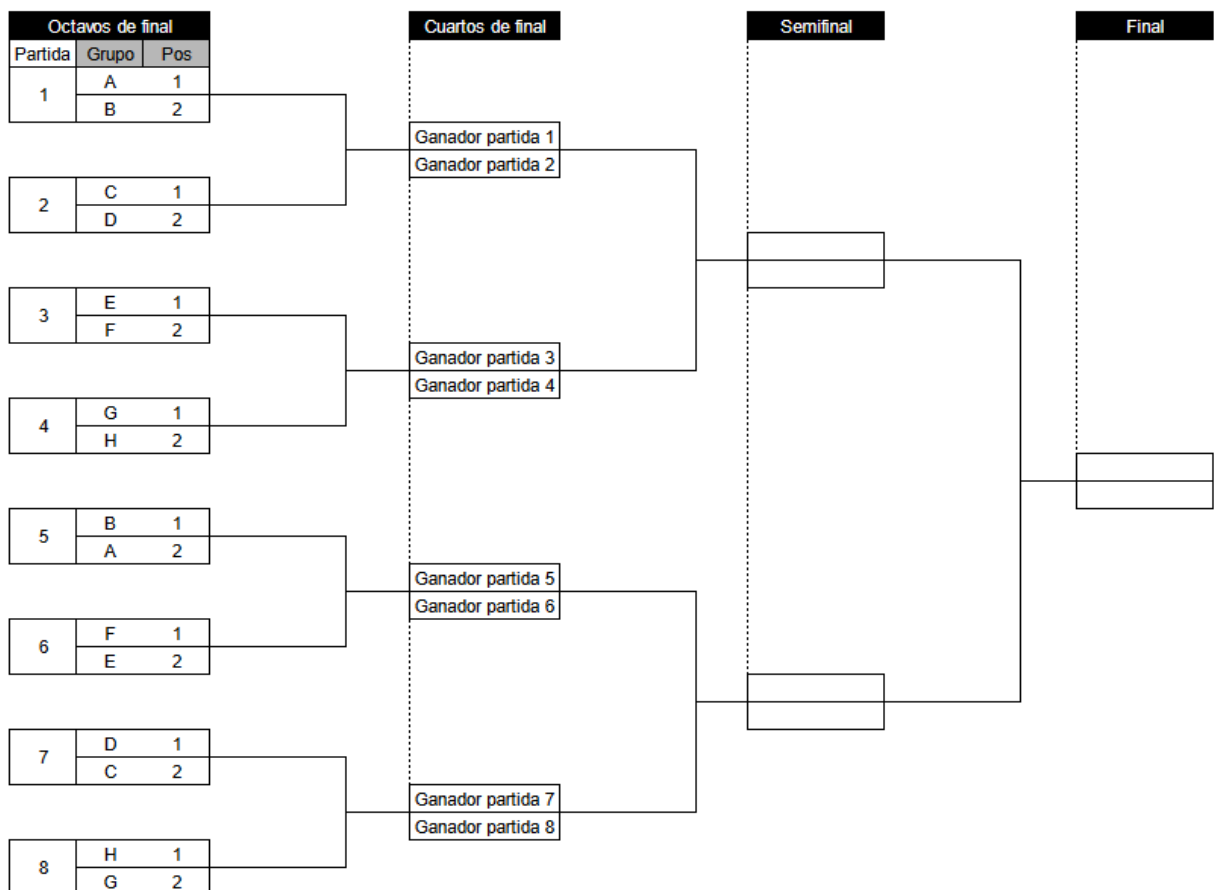 Octavos de final Cuartos de final Semifinal Final
Partida Grupo Pos
1 A 1
B 2
Ganador partida 1
Ganador partida 2
2 C 1
D 2
3 E 1
F 2
Ganador partida 3
Ganador partida 4
4 G 1
H 2
5 B 1
A 2
Ganador partida 5
Ganador partida 6
6 F 1
E 2
7 D 1
C 2
Ganador partida 7
Ganador partida 8
8 H 1
G 2